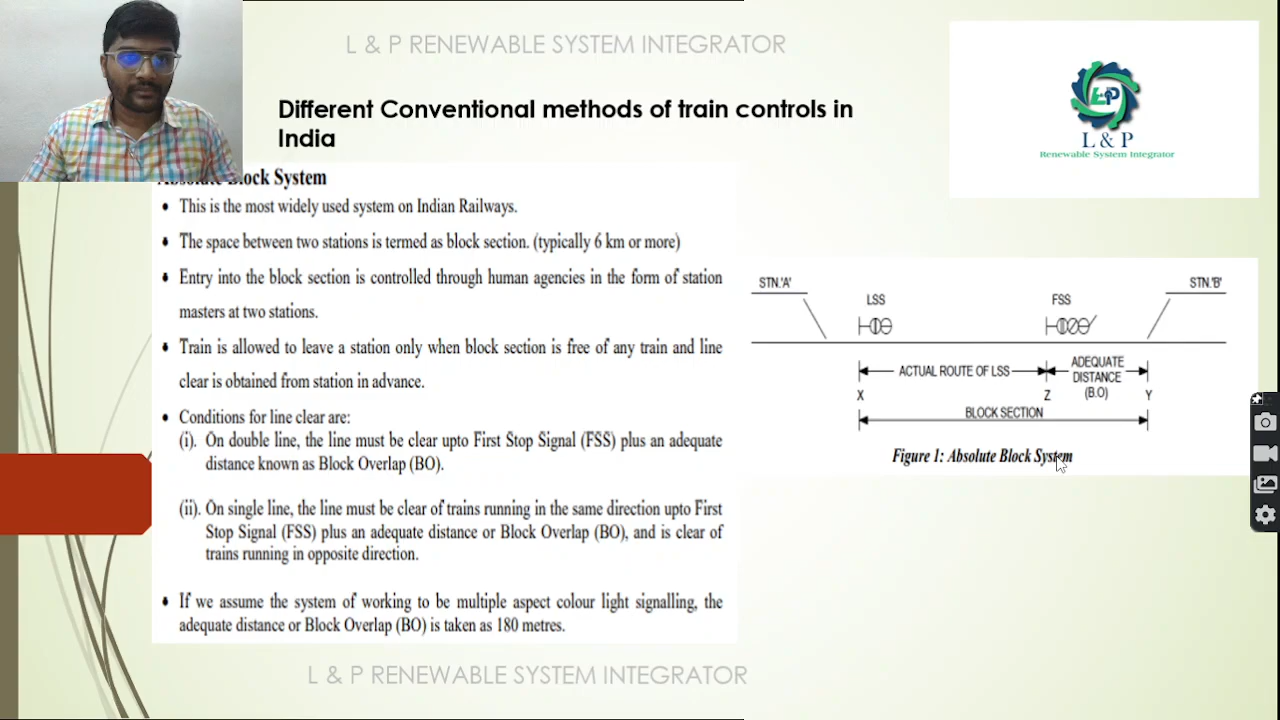 L & P RENEWABLE SYSTEM INTEGRATOR
Different Conventional methods of train controls in
India
L & P
Renewable System Integrator
Absolute Block System
• This is the most widely used system on Indian Railways.
• The space between two stations is termed as block section. (typically 6 km or more)
• Entry into the block section is controlled through human agencies in the form of station
masters at two stations.
• Train is allowed to leave a station only when block section is free of any train and line
clear is obtained from station in advance.
• Conditions for line clear are:
(i). On double line, the line must be clear upto First Stop Signal (FSS) plus an adequate
distance known as Block Overlap (BO).
(ii). On single line, the line must be clear of trains running in the same direction upto First
Stop Signal (FSS) plus an adequate distance or Block Overlap (BO), and is clear of
trains running in opposite direction.
• If we assume the system of working to be multiple aspect colour light signalling, the
adequate distance or Block Overlap (BO) is taken as 180 metres.
STN.'A'
STN.'B'
LSS
FSS
ACTUAL ROUTE OF LSS
ADEQUATE
DISTANCE
(B.O)
X
Z
Y
BLOCK SECTION
Figure 1: Absolute Block System
L & P RENEWABLE SYSTEM INTEGRATOR